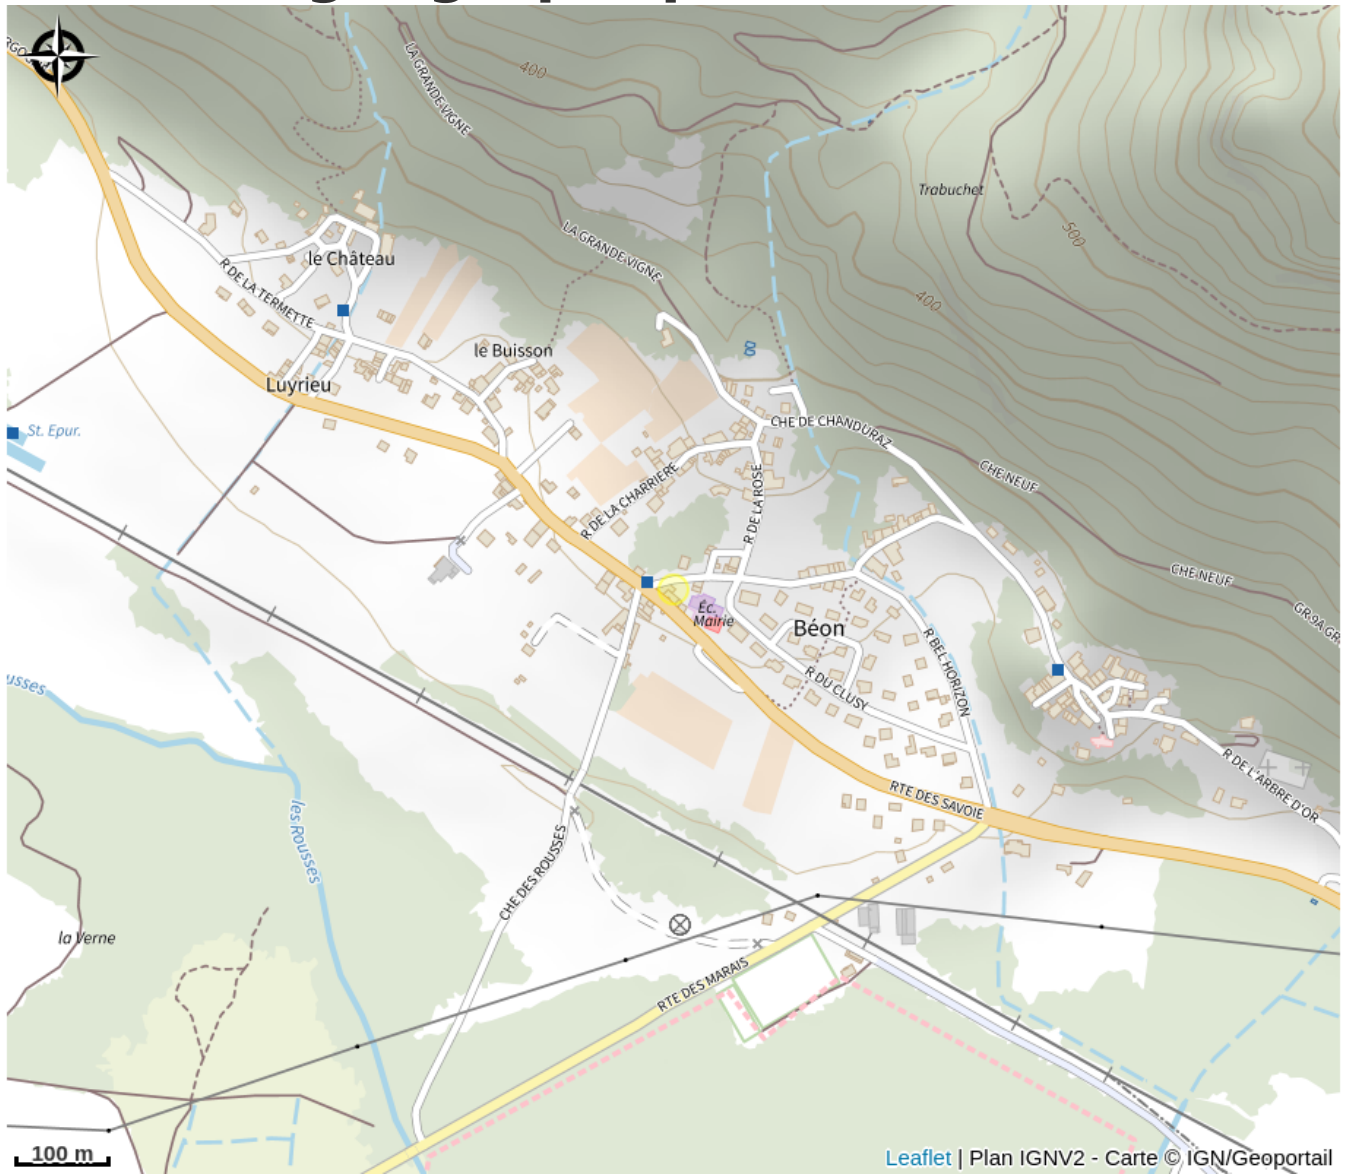 LA GRANDE VIGNE
400
Trabuchet
500
LA GRANDE VIGNE
le Château
R DE LA TERMETTE
400
le Buisson
Luyrieu
St. Epur.
CHE DE CHANDURAZ
R DE LA CHARRIERE
R DE LA ROSE
CHE NEUF
CHE NEUF
GR 9A GR
Éc.
Mairie
Béon
R BEL HORIZON
R DU CLUSY
usses
RTE DES SAVOIE
R DE L'ARBRE D'OR
les Rousses
CHE DES ROUSSES
la Verne
RTE DES MARAIS
100 m
Leaflet | Plan IGNV2 - Carte © IGN/Geoportail